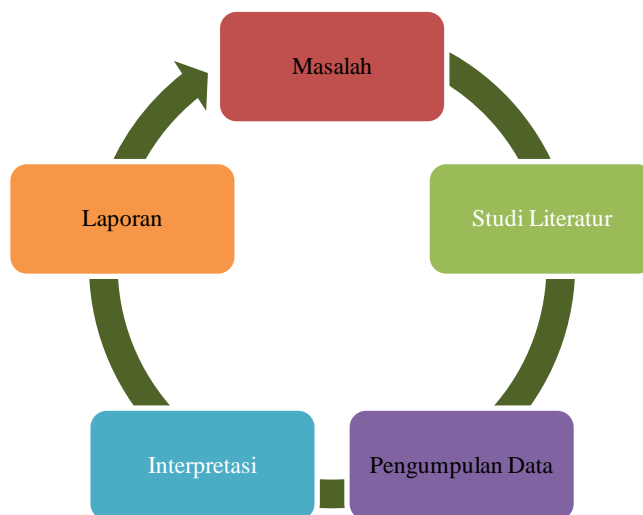 Masalah
Studi Literatur
Pengumpulan Data
Interpretasi
Laporan